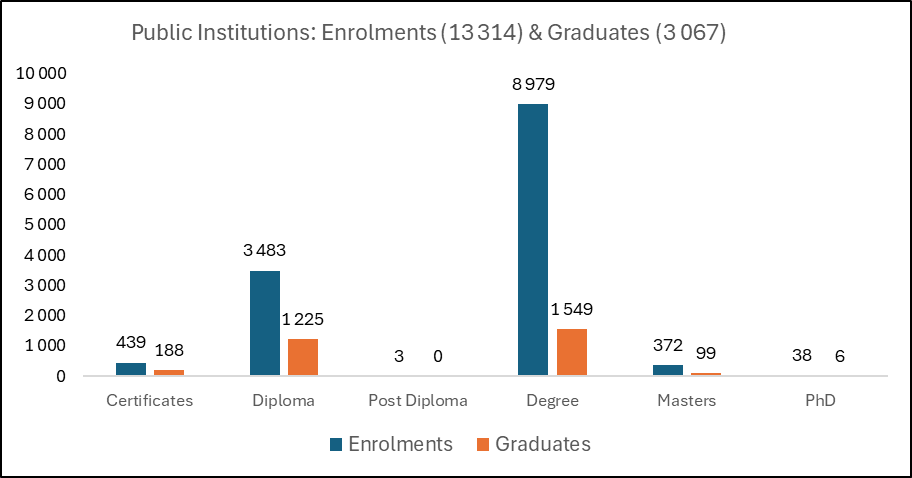 Public Institutions: Enrolments (13 314) & Graduates (3 067)
10 000
9 000
8 000
7 000
6 000
5 000
4 000
3 000
2 000
1 000
0
439
188
3 483
1 225
3
0
8 979
1 549
372
99
38
6
Certificates
Diploma
Post Diploma
Degree
Masters
PhD
Enrolments
Graduates